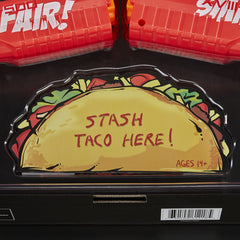 FAIR!
STASH
TACO HERE!
AGES 14+